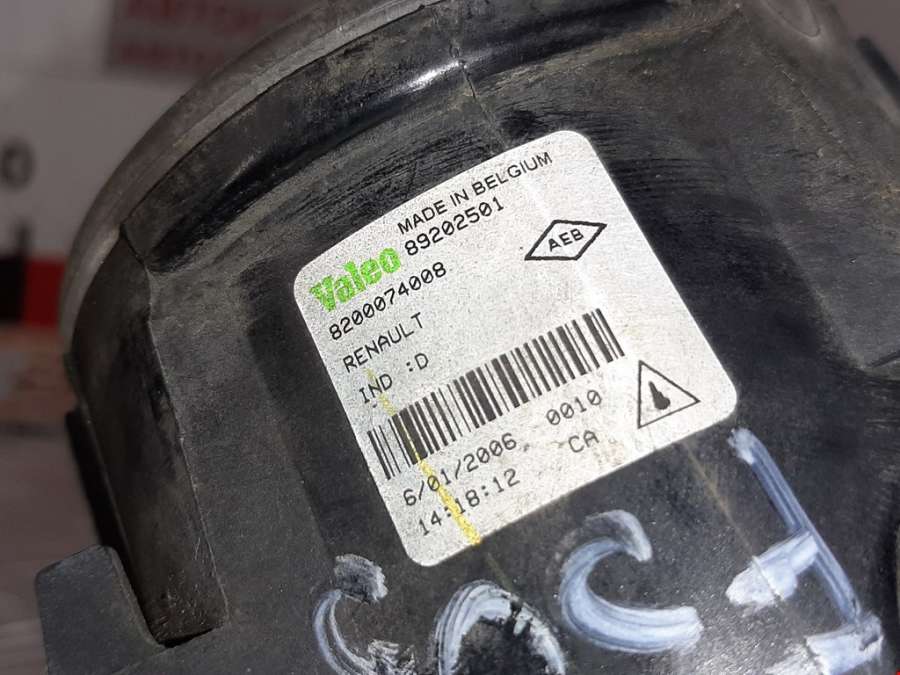 MADE IN BELGIUM
Valeo 89202501
8200074008
AEB
RENAULT
IND :D
6/01/2006 0010
14:18:12 CA